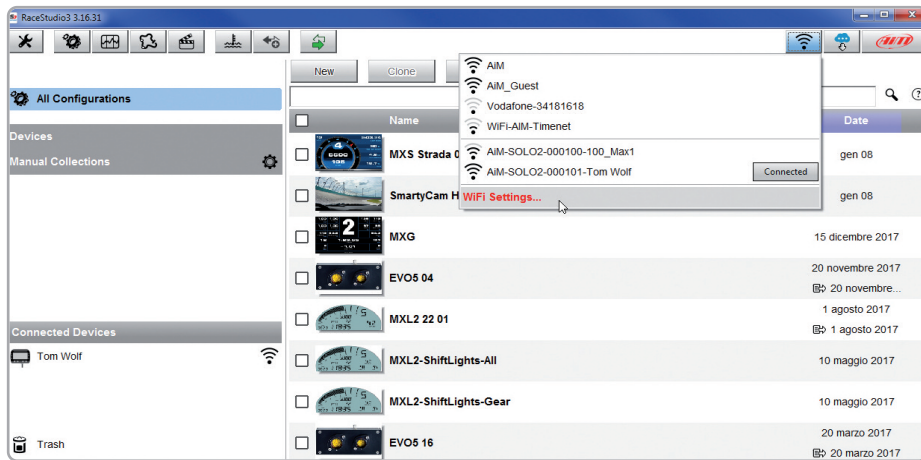 RaceStudio3 3.16.31
AiM
New
Clone
AiM
AiM_Guest
Vodafone-34181618
WiFi-AIM-Timenet
AiM-SOLO2-000100-100_Max1
AiM-SOLO2-000101-Tom Wolf
Connected
WiFi Settings...
All Configurations
Devices
Manual Collections
Connected Devices
Tom Wolf
Trash
Name
Date
MXS Strada 0
gen 08
SmartyCam H
gen 08
MXG
15 dicembre 2017
EVO5 04
20 novembre 2017
20 novembre...
MXL2 22 01
1 agosto 2017
1 agosto 2017
MXL2-ShiftLights-All
10 maggio 2017
MXL2-ShiftLights-Gear
10 maggio 2017
EVO5 16
20 marzo 2017
20 marzo 2017